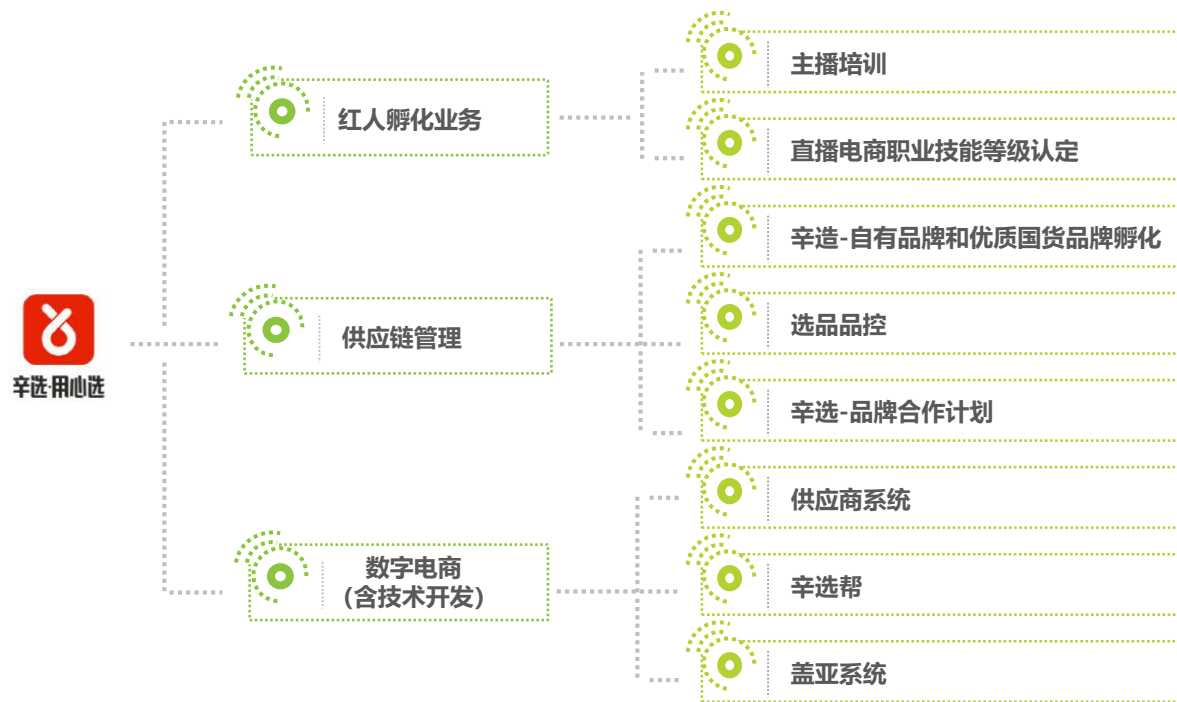 主播培训
红人孵化业务
直播电商职业技能等级认定
辛造-自有品牌和优质国货品牌孵化
辛选·用心选
供应链管理
选品品控
辛选-品牌合作计划
供应商系统
数字电商
（含技术开发）
辛选帮
盖亚系统